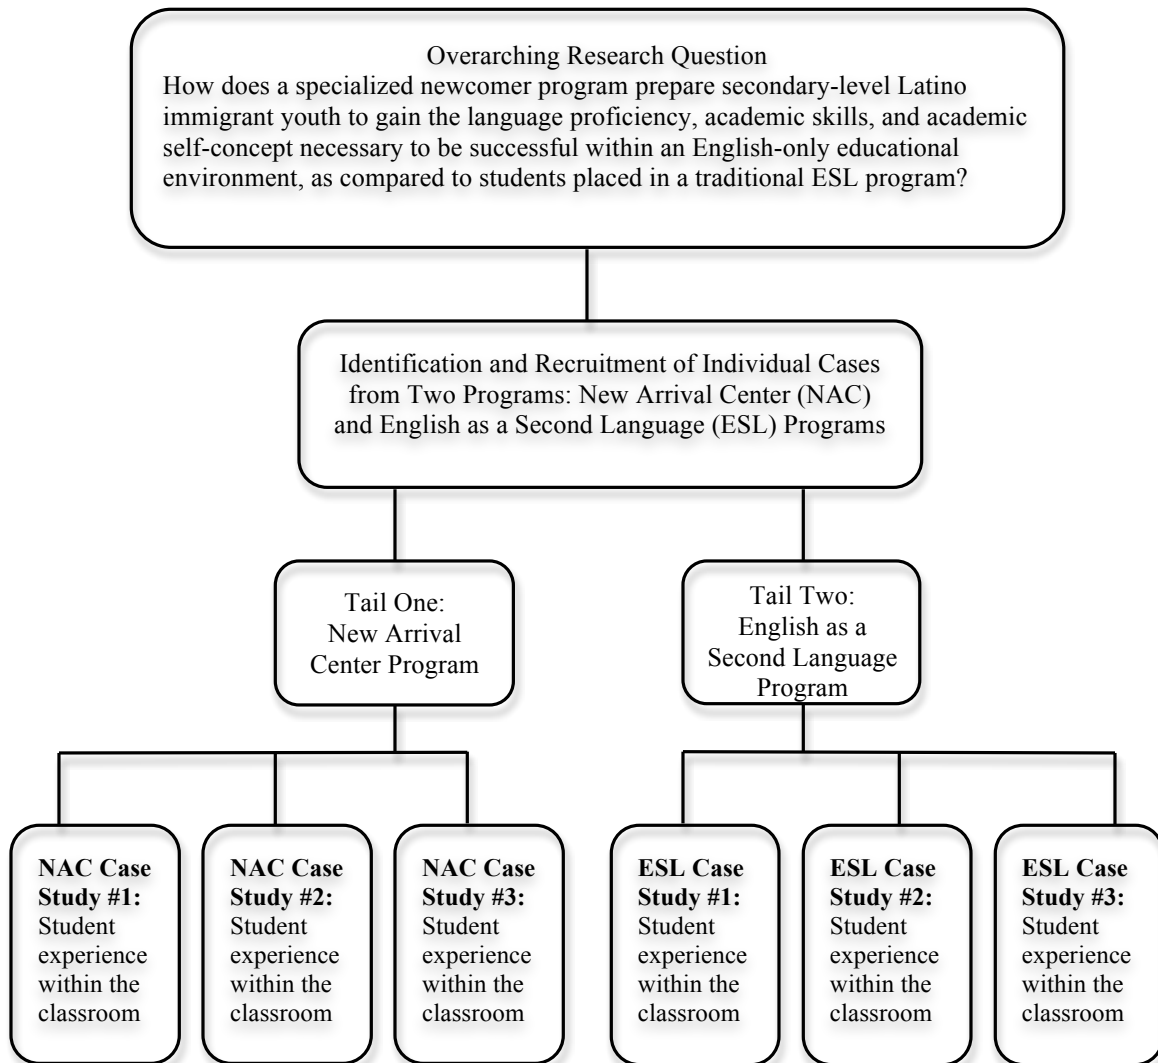 Overarching Research Question
How does a specialized newcomer program prepare secondary-level Latino
immigrant youth to gain the language proficiency, academic skills, and academic
self-concept necessary to be successful within an English-only educational
environment, as compared to students placed in a traditional ESL program?
Identification and Recruitment of Individual Cases
from Two Programs: New Arrival Center (NAC)
and English as a Second Language (ESL) Programs
Tail One:
New Arrival
Center Program
Tail Two:
English as a
Second Language
Program
NAC Case
Study #1:
Student
experience
within the
classroom
NAC Case
Study #2:
Student
experience
within the
classroom
NAC Case
Study #3:
Student
experience
within the
classroom
ESL Case
Study #1:
Student
experience
within the
classroom
ESL Case
Study #2:
Student
experience
within the
classroom
ESL Case
Study #3:
Student
experience
within the
classroom